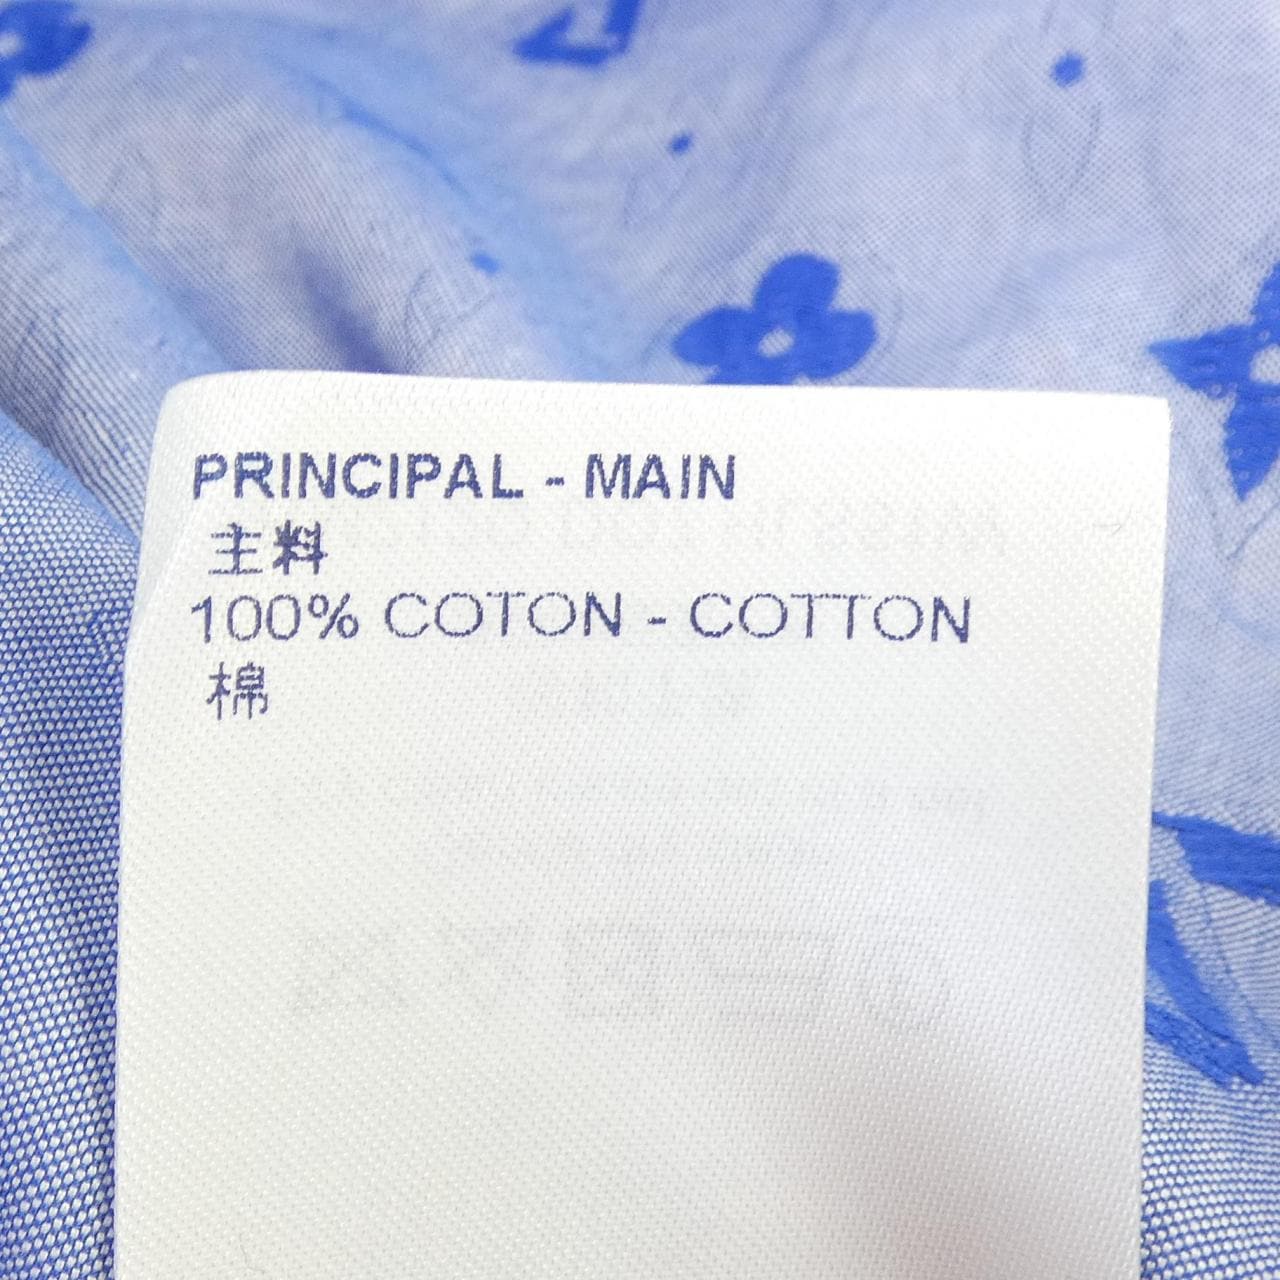 PRINCIPAL - MAIN
主料
100% COTON - COTTON
棉